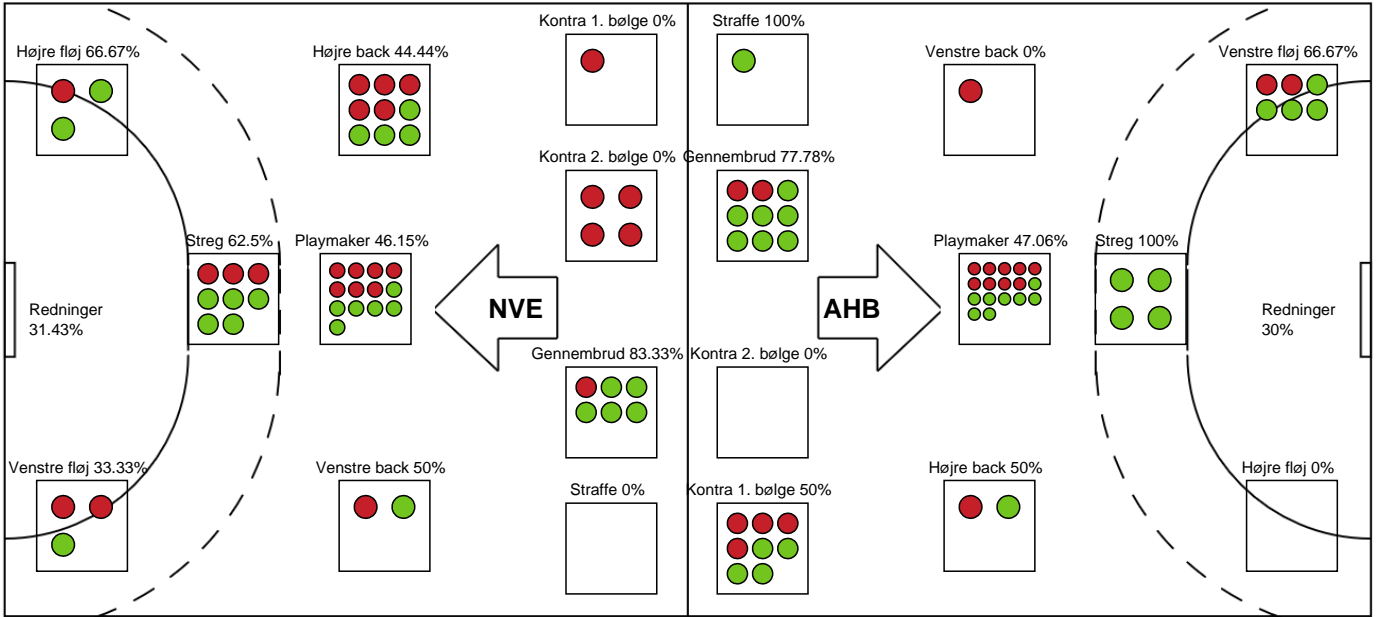 Kontra 1. bølge 0%
Straffe 100%
Højre fløj 66.67%
Højre back 44.44%
Venstre back 0%
Venstre fløj 66.67%
Kontra 2. bølge 0%
Gennembrud 77.78%
Streg 62.5%
Playmaker 46.15%
Playmaker 47.06%
Streg 100%
Redninger
31.43%
NVE
AHB
Redninger
30%
Gennembrud 83.33%
Kontra 2. bølge 0%
Venstre fløj 33.33%
Venstre back 50%
Højre back 50%
Højre fløj 0%
Straffe 0%
Kontra 1. bølge 50%